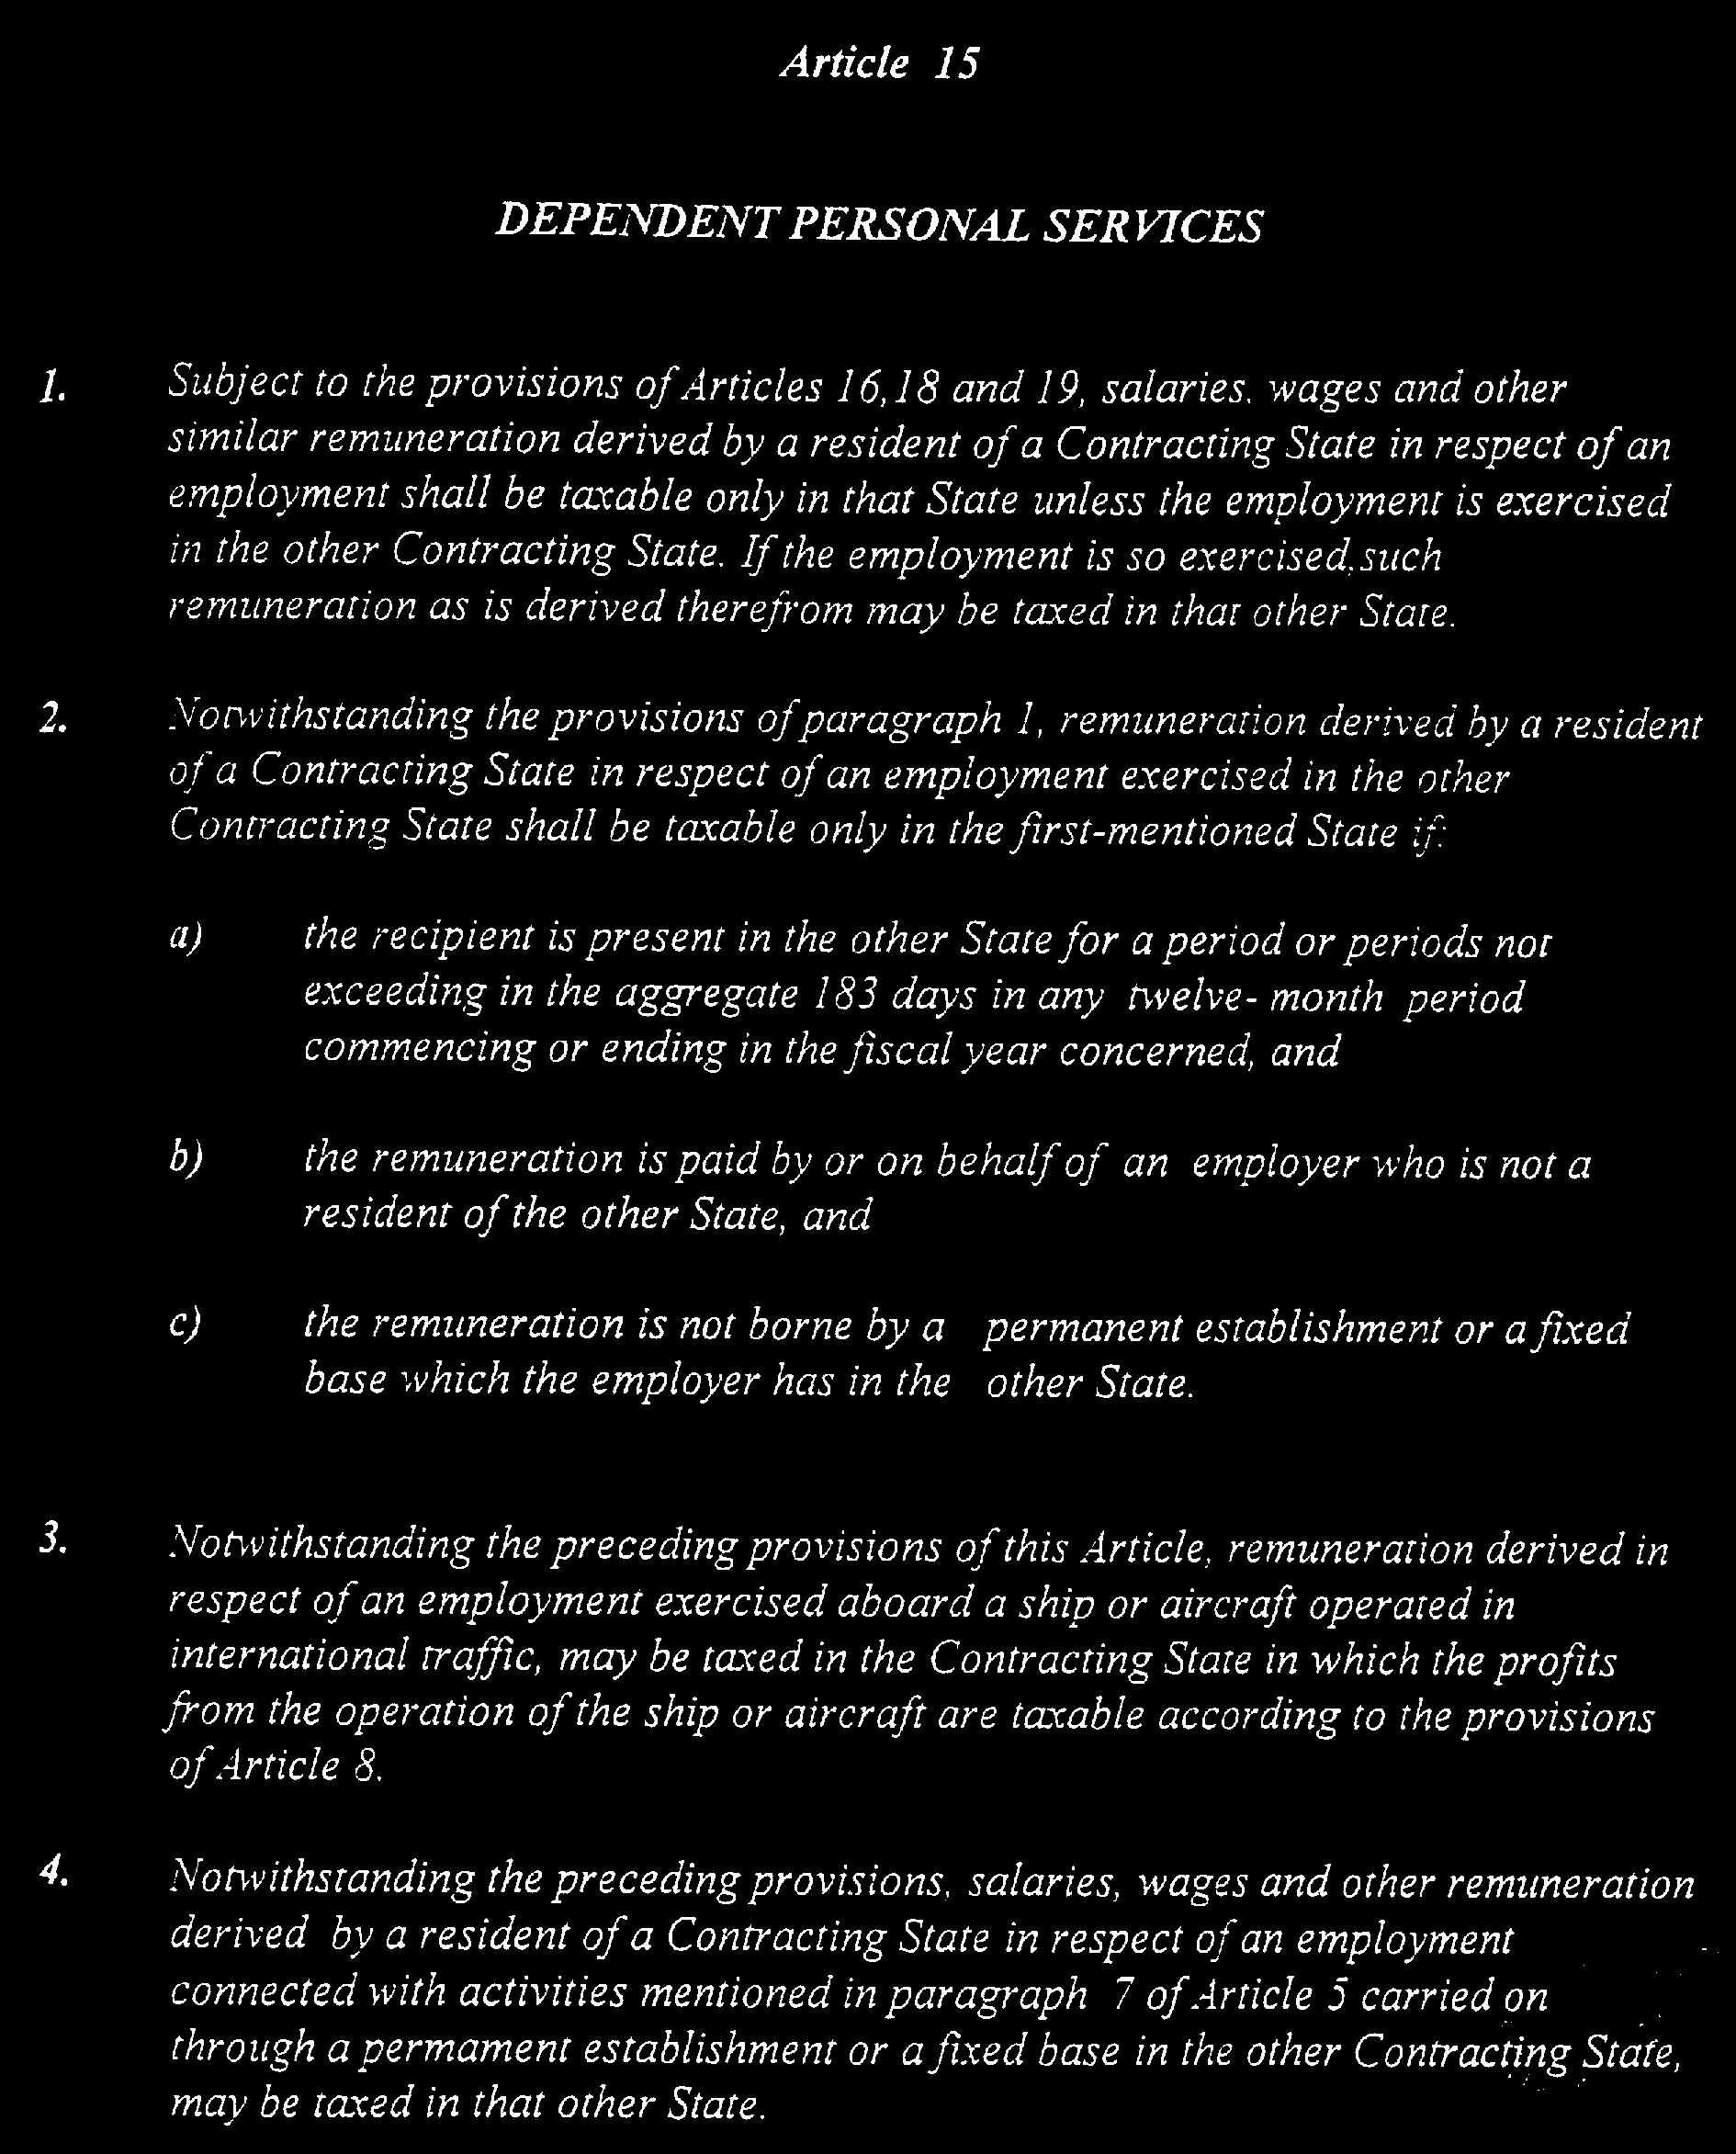 Article 15
DEPENDENT PERSONAL SERVICES
1. Subject to the provisions of Articles 16,18 and 19, salaries, wages and other
similar remuneration derived by a resident of a Contracting State in respect of an
employment shall be taxable only in that State unless the employment is exercised
in the other Contracting State. If the employment is so exercised, such
remuneration as is derived therefrom may be taxed in that other State.
2. Notwithstanding the provisions of paragraph 1, remuneration derived by a resident
of a Contracting State in respect of an employment exercised in the other
Contracting State shall be taxable only in the first-mentioned State if:
a) the recipient is present in the other State for a period or periods not
exceeding in the aggregate 183 days in any twelve- month period
commencing or ending in the fiscal year concerned, and
b) the remuneration is paid by or on behalf of an employer who is not a
resident of the other State, and
c) the remuneration is not borne by a permanent establishment or a fixed
base which the employer has in the other State.
3. Notwithstanding the preceding provisions of this Article, remuneration derived in
respect of an employment exercised aboard a ship or aircraft operated in
international traffic, may be taxed in the Contracting State in which the profits
from the operation of the ship or aircraft are taxable according to the provisions
of Article 8.
4. Notwithstanding the preceding provisions, salaries, wages and other remuneration
derived by a resident of a Contracting State in respect of an employment
connected with activities mentioned in paragraph 7 of Article 5 carried on
through a permament establishment or a fixed base in the other Contracting State,
may be taxed in that other State.